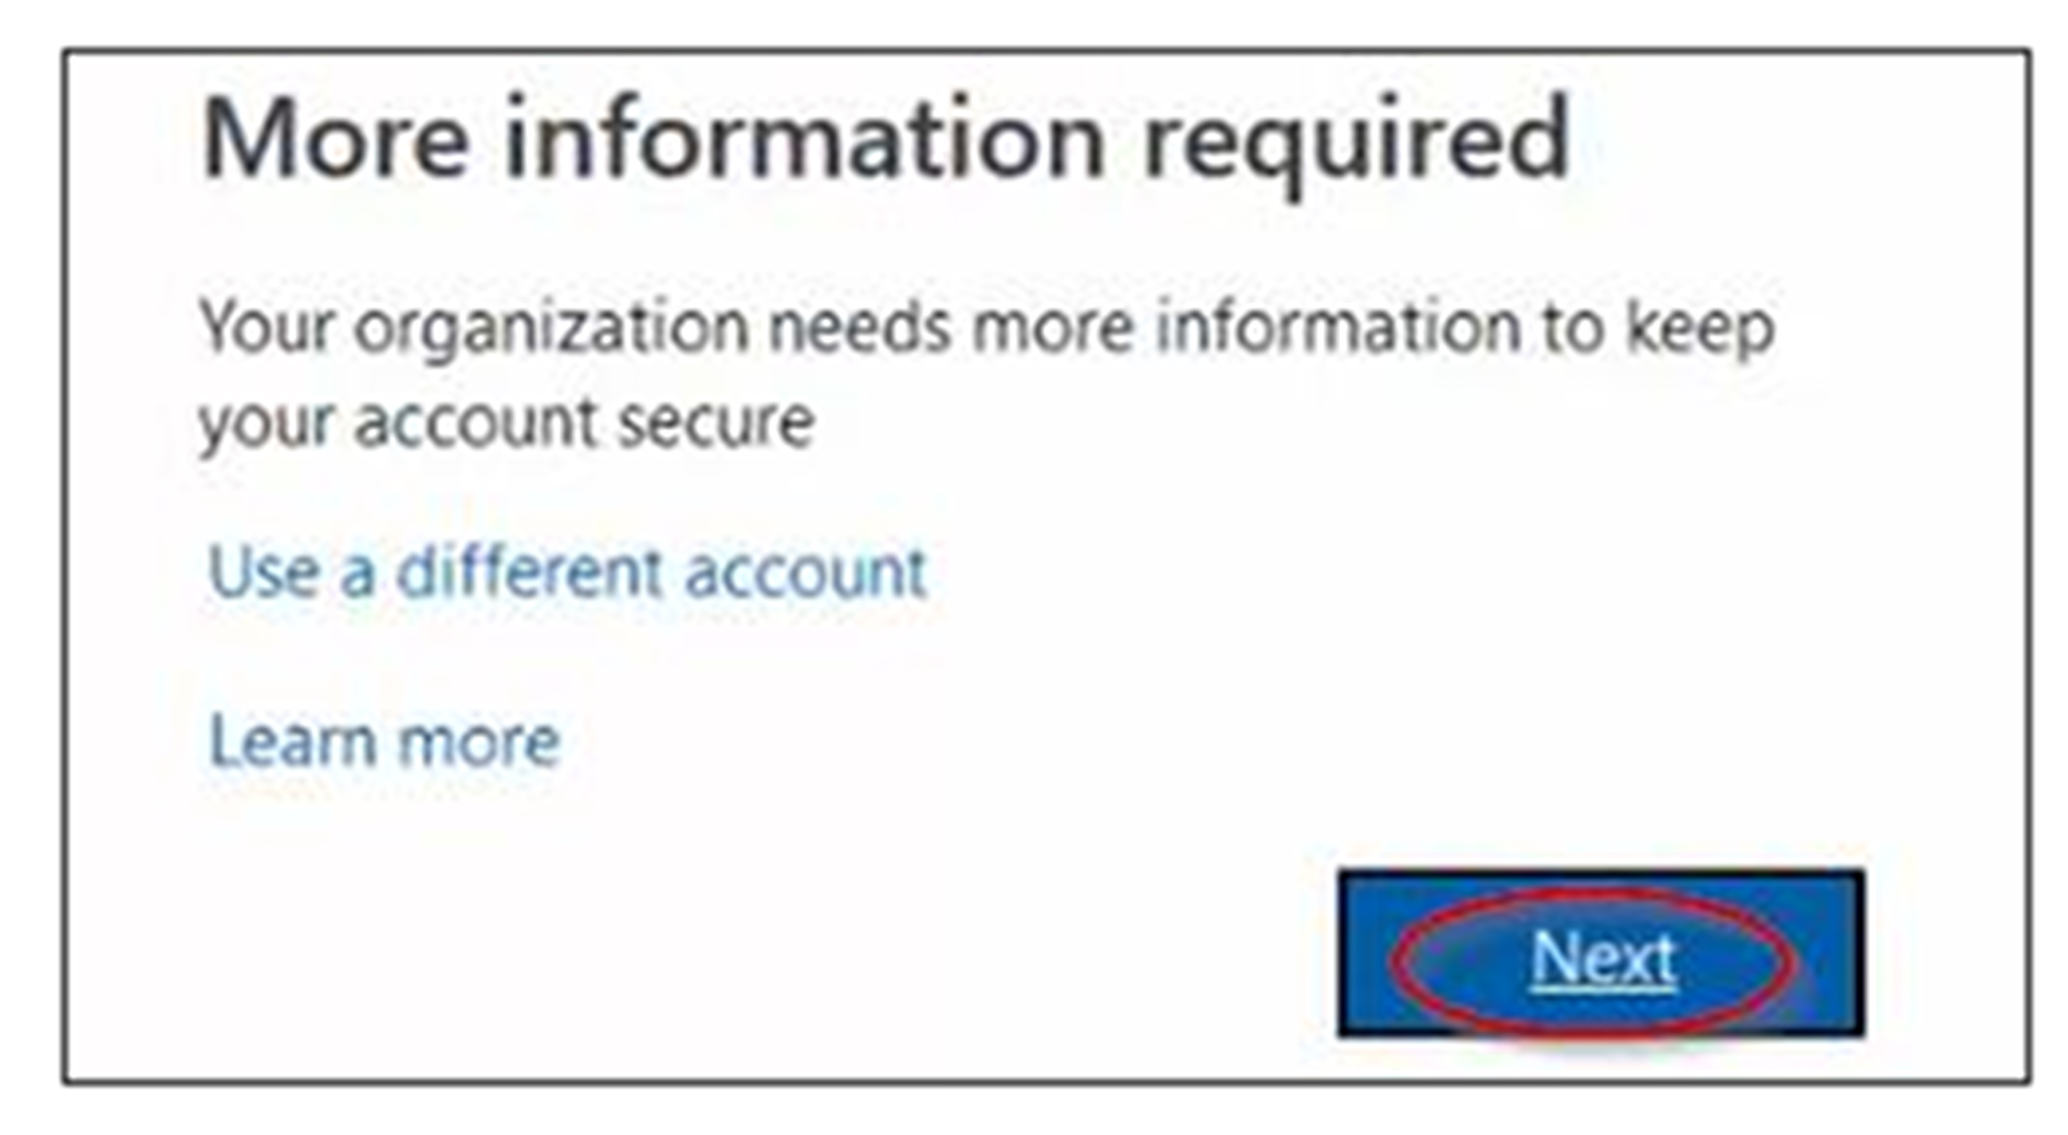 More information required
Your organization needs more information to keep
your account secure
Use a different account
Learn more
Next